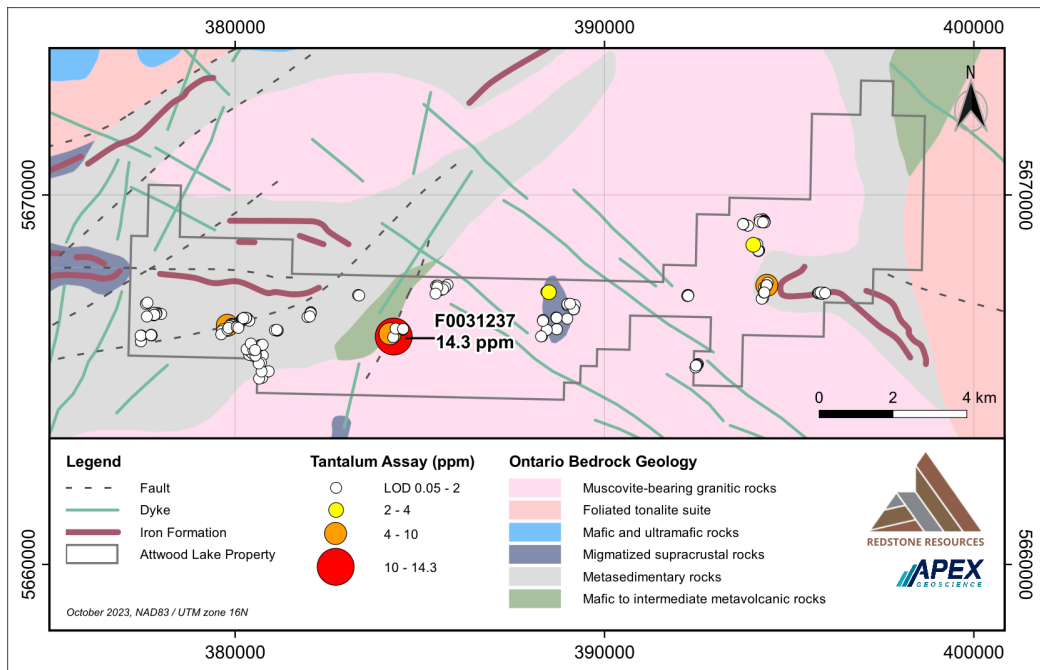 380000
390000
400000
N
5670000
5670000
F0031237
14.3 ppm
0 2 4 km
Legend
Fault
Dyke
Iron Formation
Attwood Lake Property
October 2023, NAD83 / UTM zone 16N
Tantalum Assay (ppm)
LOD 0.05 - 2
2 - 4
4 - 10
10 - 14.3
Ontario Bedrock Geology
Muscovite-bearing granitic rocks
Foliated tonalite suite
Mafic and ultramafic rocks
Migmatized supracrustal rocks
Metasedimentary rocks
Mafic to intermediate metavolcanic rocks
REDSTONE RESOURCES
APEX
GEOSCIENCE
5660000
5660000
380000
390000
400000